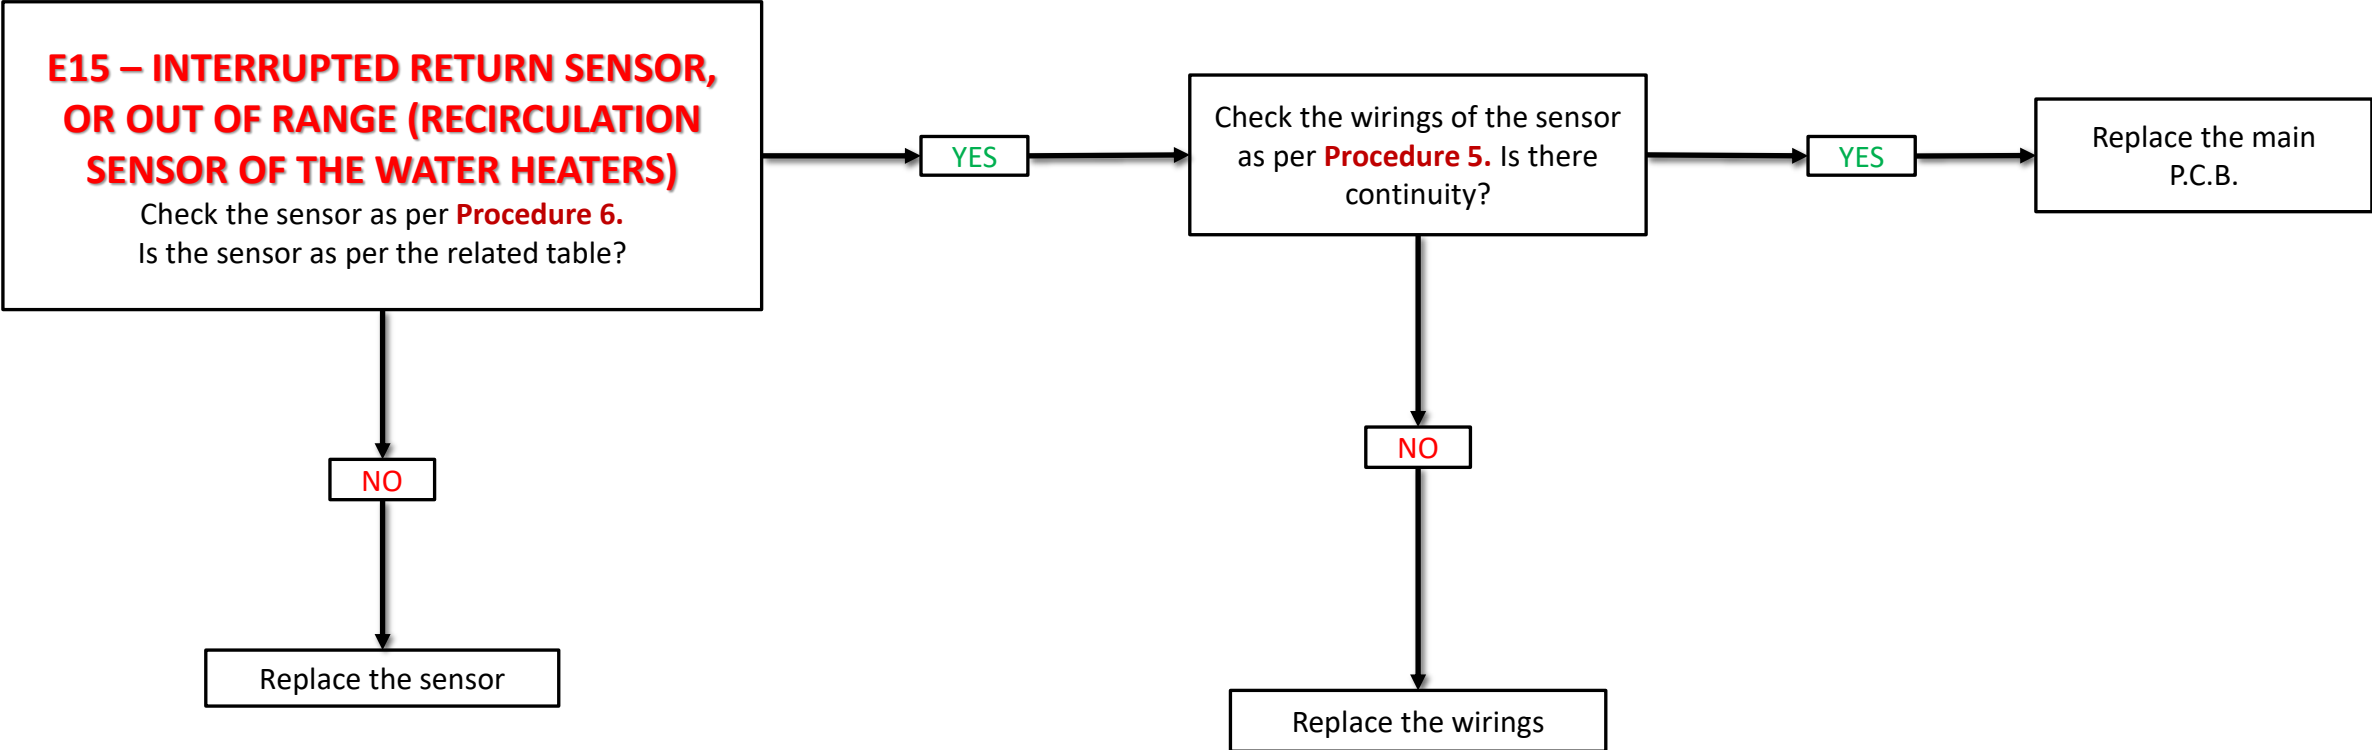 E15 – INTERRUPTED RETURN SENSOR,
OR OUT OF RANGE (RECIRCULATION
SENSOR OF THE WATER HEATERS)
Check the sensor as per Procedure 6.
Is the sensor as per the related table?
YES
Check the wirings of the sensor
as per Procedure 5. Is there
continuity?
YES
Replace the main
P.C.B.
NO
NO
Replace the sensor
Replace the wirings